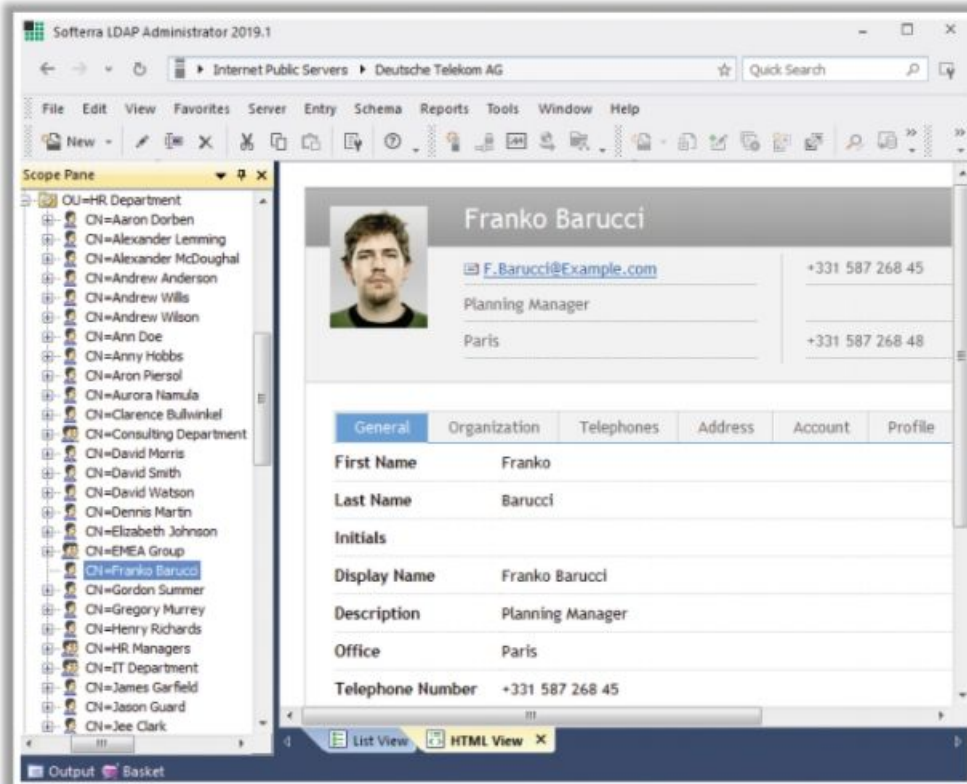 Softerra LDAP Administrator 2019.1
Internet Public Servers Deutsche Telekom AG Quick Search
File Edit View Favorites Server Entry Schema Reports Tools Window Help
New
Scope Pane
OU=HR Department
CN=Aaron Dorben
CN=Alexander Lemming
CN=Alexander McDoughal
CN=Andrew Anderson
CN=Andrew Willis
CN=Andrew Wilson
CN=Ann Doe
CN=Anny Hobbs
CN=Aron Piersol
CN=Aurora Namula
CN=Clarence Bullwinkel
CN=Consulting Department
CN=David Morris
CN=David Smith
CN=David Watson
CN=Dennis Martin
CN=Elizabeth Johnson
CN=EMEA Group
CN=Franko Barucci
CN=Gordon Summer
CN=Gregory Murrey
CN=Henry Richards
CN=HR Managers
CN=IT Department
CN=James Garfield
CN=Jason Guard
CN=Jee Clark
Franko Barucci
F.Barucci@Example.com +331 587 268 45
Planning Manager
Paris +331 587 268 48
General Organization Telephones Address Account Profile
First Name Franko
Last Name Barucci
Initials
Display Name Franko Barucci
Description Planning Manager
Office Paris
Telephone Number +331 587 268 45
List View HTML View
Output Basket